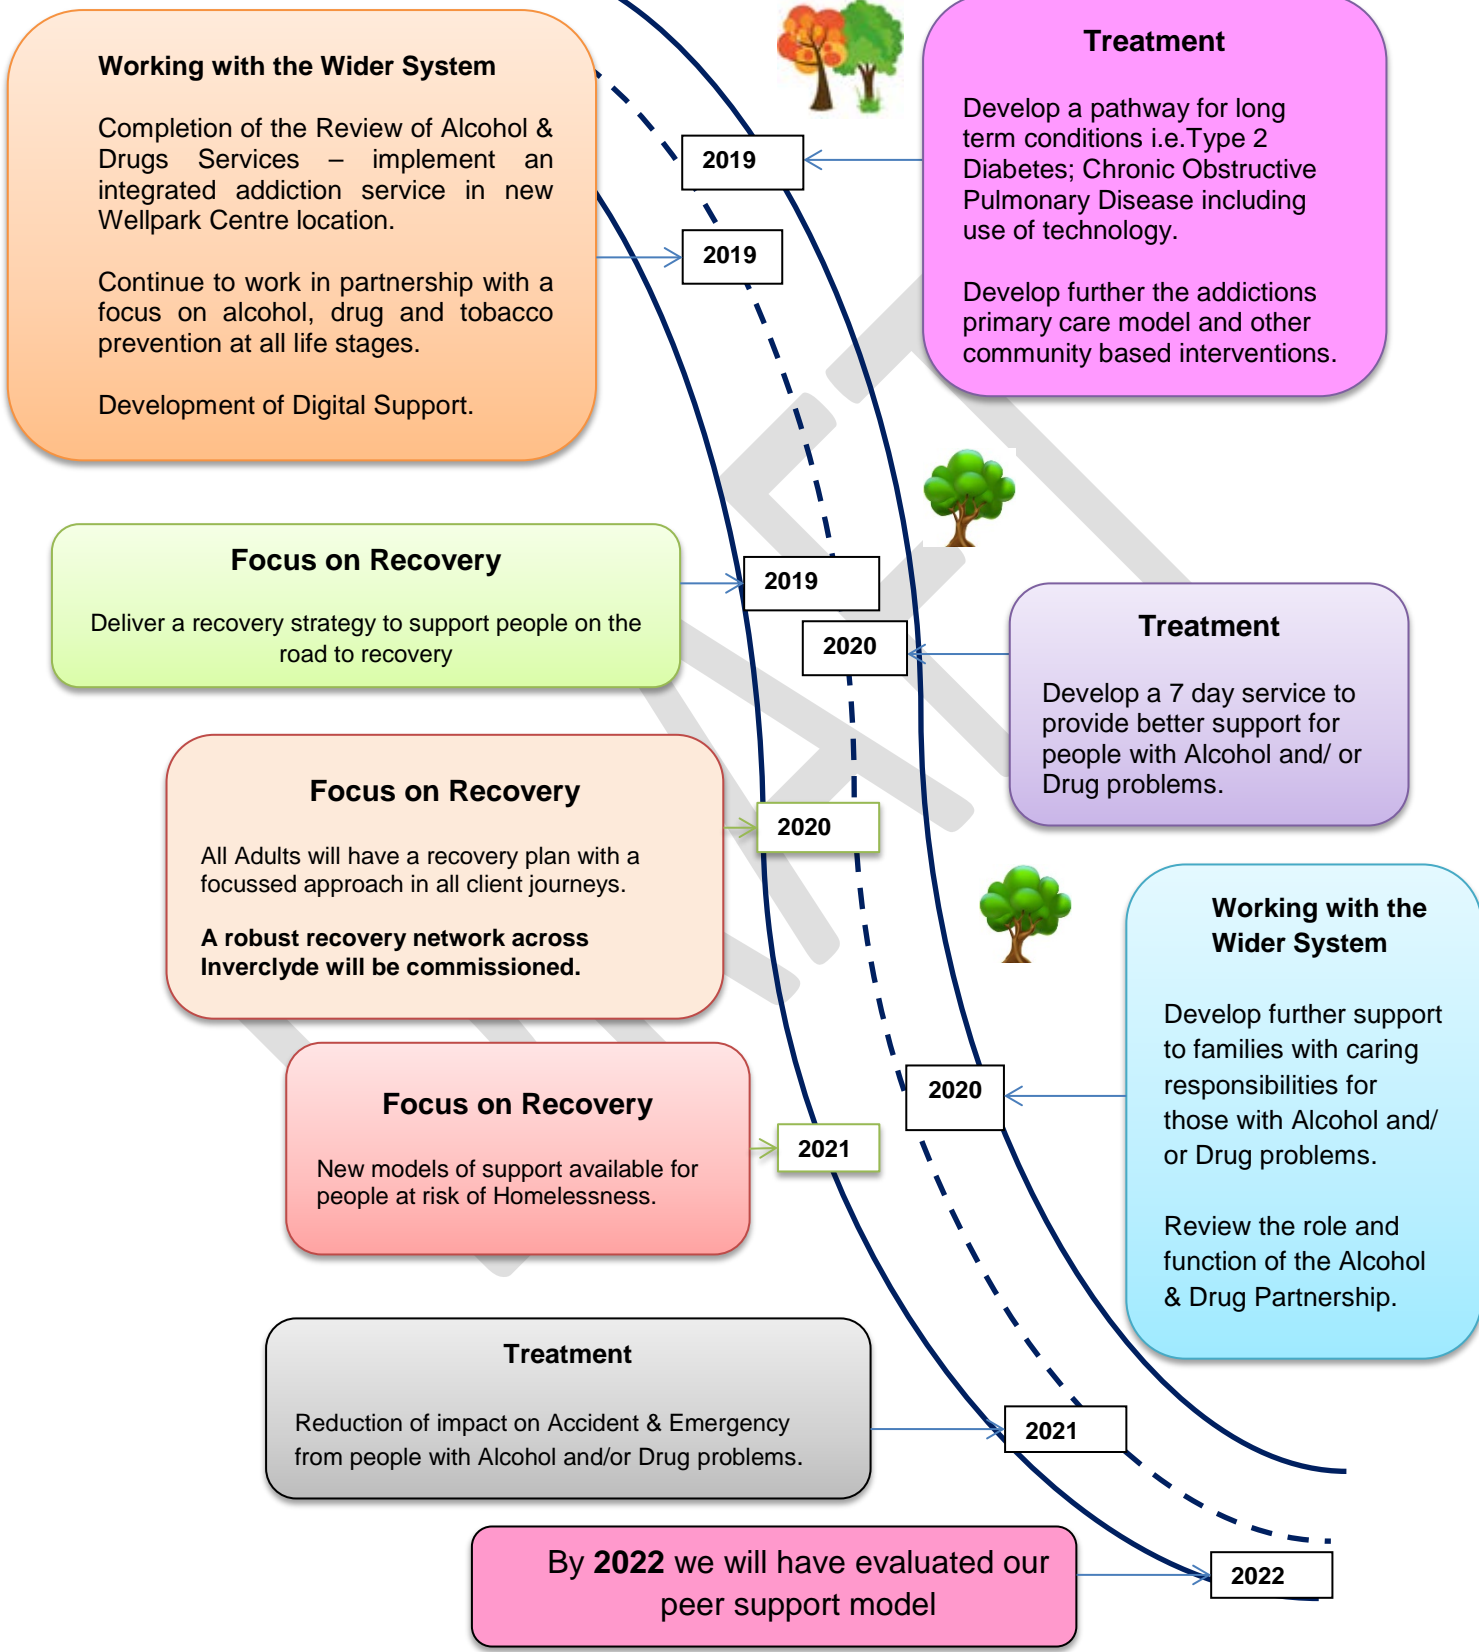 Working with the Wider System
Completion of the Review of Alcohol &
Drugs Services – implement an
integrated addiction service in new
Wellpark Centre location.
Continue to work in partnership with a
focus on alcohol, drug and tobacco
prevention at all life stages.
Development of Digital Support.
2019
Treatment
Develop a pathway for long
term conditions i.e.Type 2
Diabetes; Chronic Obstructive
Pulmonary Disease including
use of technology.
Develop further the addictions
primary care model and other
community based interventions.
2019
Focus on Recovery
Deliver a recovery strategy to support people on the
road to recovery
2019
2020
Treatment
Develop a 7 day service to
provide better support for
people with Alcohol and/ or
Drug problems.
Focus on Recovery
All Adults will have a recovery plan with a
focussed approach in all client journeys.
A robust recovery network across
Inverclyde will be commissioned.
2020
Working with the
Wider System
Develop further support
to families with caring
responsibilities for
those with Alcohol and/
or Drug problems.
Review the role and
function of the Alcohol
& Drug Partnership.
2020
Focus on Recovery
New models of support available for
people at risk of Homelessness.
2021
Treatment
Reduction of impact on Accident & Emergency
from people with Alcohol and/or Drug problems.
2021
By 2022 we will have evaluated our
peer support model
2022
DRAFT